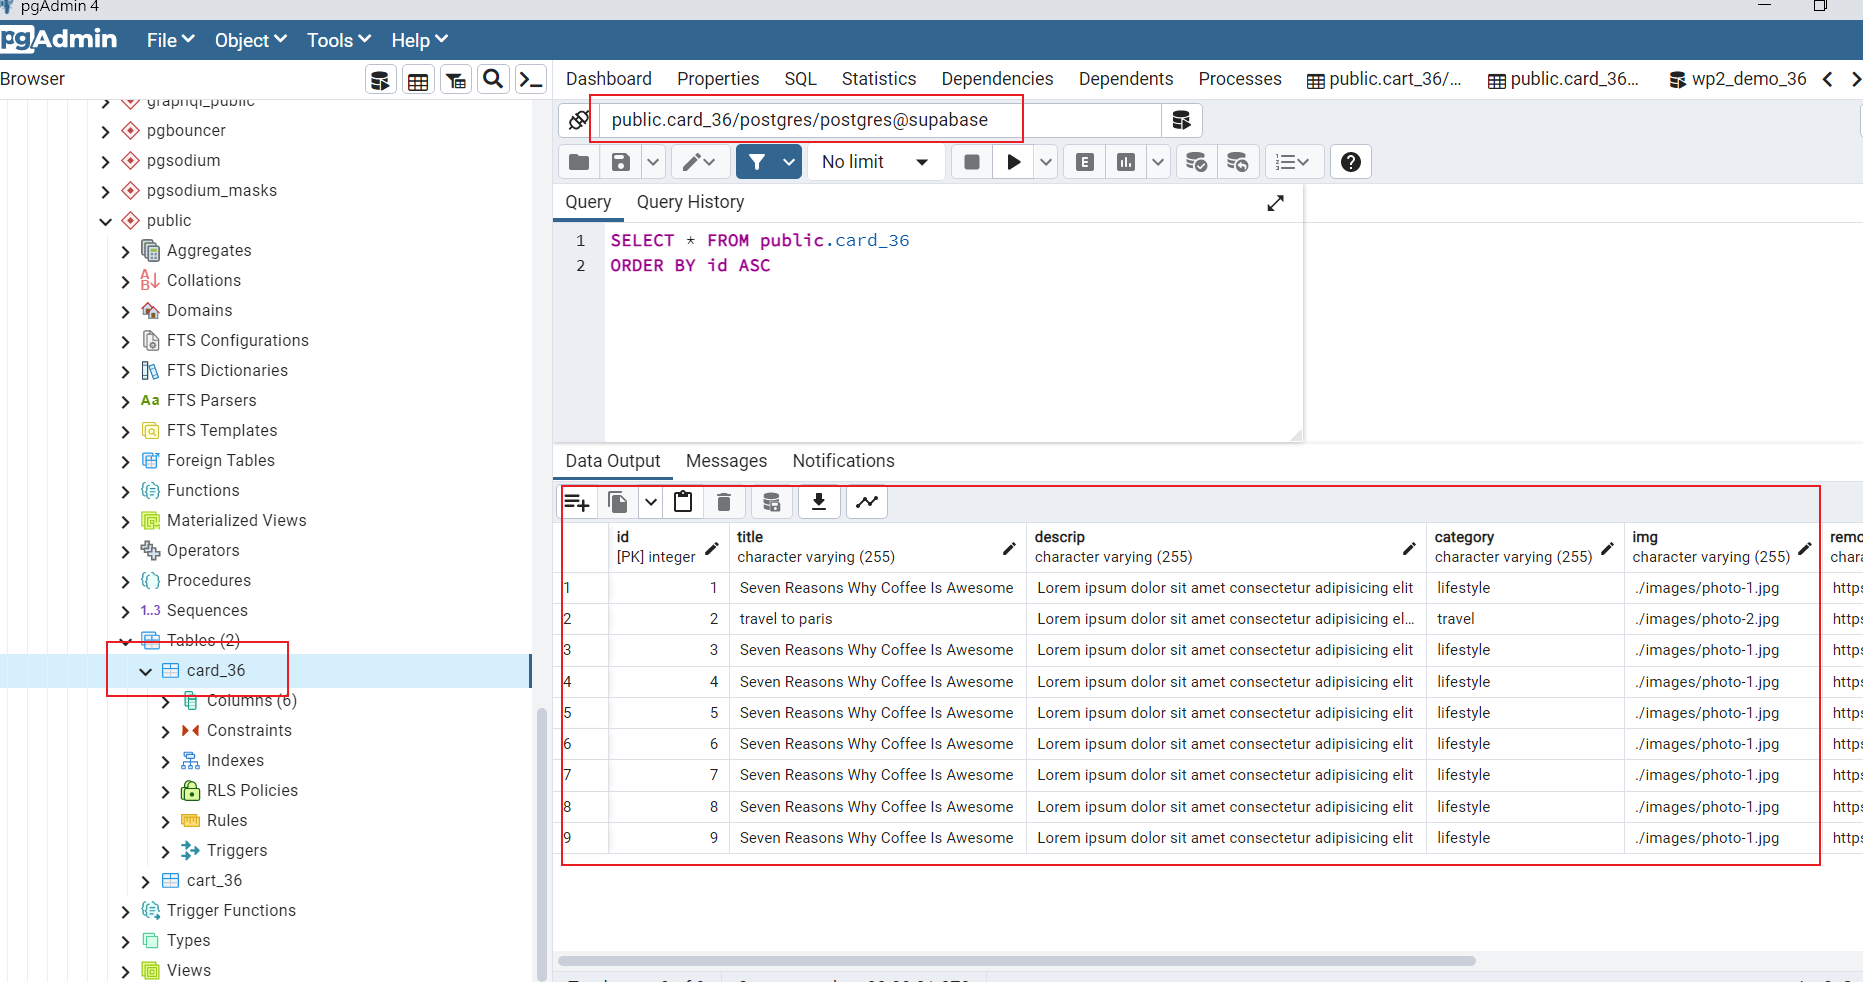 pgAdmin 4
pgAdmin
File
Object
Tools
Help
Browser
Dashboard
Properties
SQL
Statistics
Dependencies
Dependents
Processes
public.cart_36/...
public.card_36...
wp2_demo_36
graphql_public
pgbouncer
pgsodium
pgsodium_masks
public
Aggregates
Collations
Domains
FTS Configurations
FTS Dictionaries
Aa FTS Parsers
FTS Templates
Foreign Tables
Functions
Materialized Views
Operators
Procedures
1..3 Sequences
Tables (2)
card_36
Columns (6)
Constraints
Indexes
RLS Policies
Rules
Triggers
cart_36
Trigger Functions
Types
Views
public.card_36/postgres/postgres@supabase
No limit
E
Query
Query History
1 SELECT * FROM public.card_36
2 ORDER BY id ASC
Data Output
Messages
Notifications
id [PK] integer
title character varying (255)
descrip character varying (255)
category character varying (255)
img character varying (255)
1 1 Seven Reasons Why Coffee Is Awesome Lorem ipsum dolor sit amet consectetur adipisicing elit lifestyle ./images/photo-1.jpg
2 2 travel to paris Lorem ipsum dolor sit amet consectetur adipisicing el... travel ./images/photo-2.jpg
3 3 Seven Reasons Why Coffee Is Awesome Lorem ipsum dolor sit amet consectetur adipisicing elit lifestyle ./images/photo-1.jpg
4 4 Seven Reasons Why Coffee Is Awesome Lorem ipsum dolor sit amet consectetur adipisicing elit lifestyle ./images/photo-1.jpg
5 5 Seven Reasons Why Coffee Is Awesome Lorem ipsum dolor sit amet consectetur adipisicing elit lifestyle ./images/photo-1.jpg
6 6 Seven Reasons Why Coffee Is Awesome Lorem ipsum dolor sit amet consectetur adipisicing elit lifestyle ./images/photo-1.jpg
7 7 Seven Reasons Why Coffee Is Awesome Lorem ipsum dolor sit amet consectetur adipisicing elit lifestyle ./images/photo-1.jpg
8 8 Seven Reasons Why Coffee Is Awesome Lorem ipsum dolor sit amet consectetur adipisicing elit lifestyle ./images/photo-1.jpg
9 9 Seven Reasons Why Coffee Is Awesome Lorem ipsum dolor sit amet consectetur adipisicing elit lifestyle ./images/photo-1.jpg